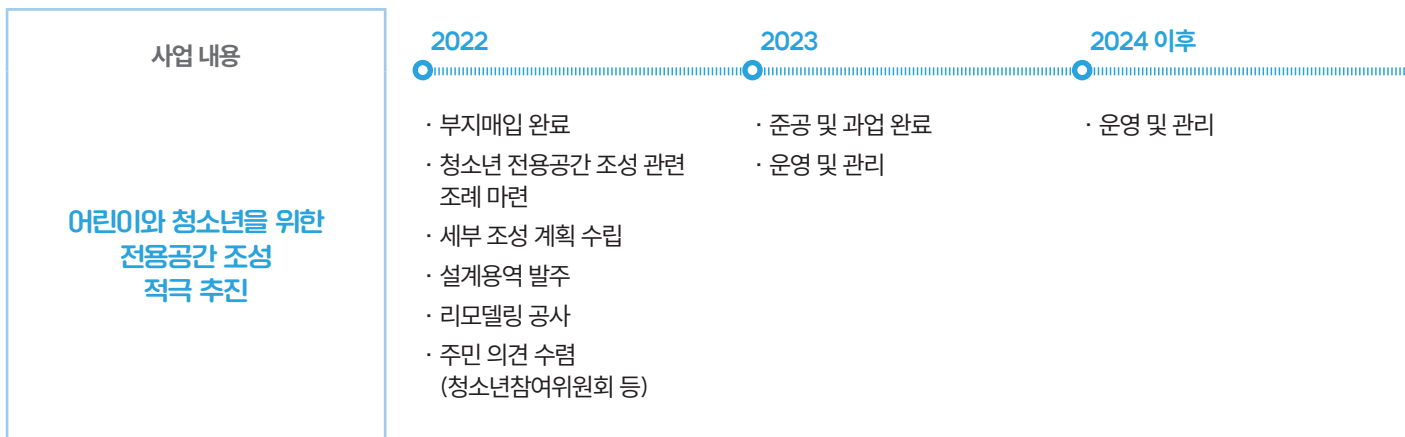 사업 내용
어린이와 청소년을 위한
전용공간 조성
적극 추진
2022
· 부지매입 완료
· 청소년 전용공간 조성 관련
조례 마련
· 세부 조성 계획 수립
· 설계용역 발주
· 리모델링 공사
· 주민 의견 수렴
(청소년참여위원회 등)
2023
· 준공 및 과업 완료
· 운영 및 관리
2024 이후
· 운영 및 관리